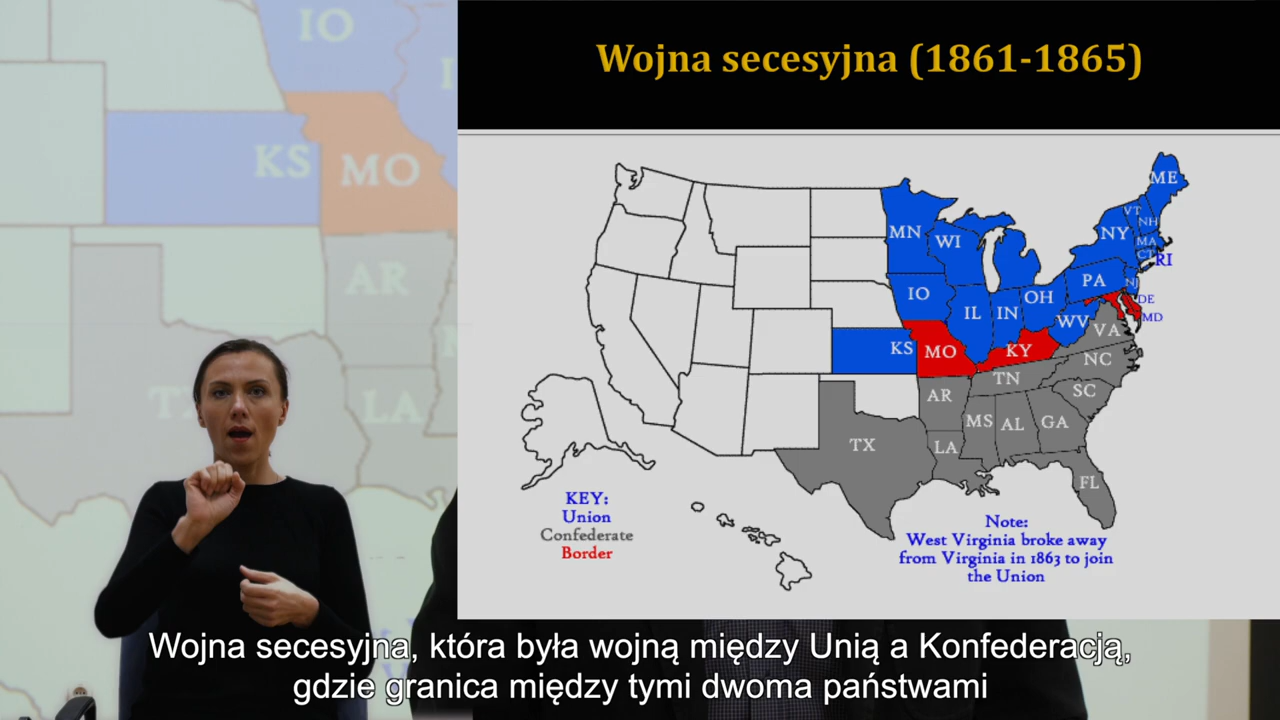 IO
KS
MO
AR
LA
Wojna secesyjna (1861-1865)
ME
VT
NH
MN
WI
NY
MA
CT
RI
IO
IL
IN
OH
PA
NJ
DE
MD
KS
MO
KY
WV
VA
NC
TN
SC
AR
MS
AL
GA
TX
LA
FL
KEY:
Union
Confederate
Border
Note:
West Virginia broke away
from Virginia in 1863 to join
the Union
Wojna secesyjna, która była wojną między Unią a Konfederacją,
gdzie granica między tymi dwoma państwami